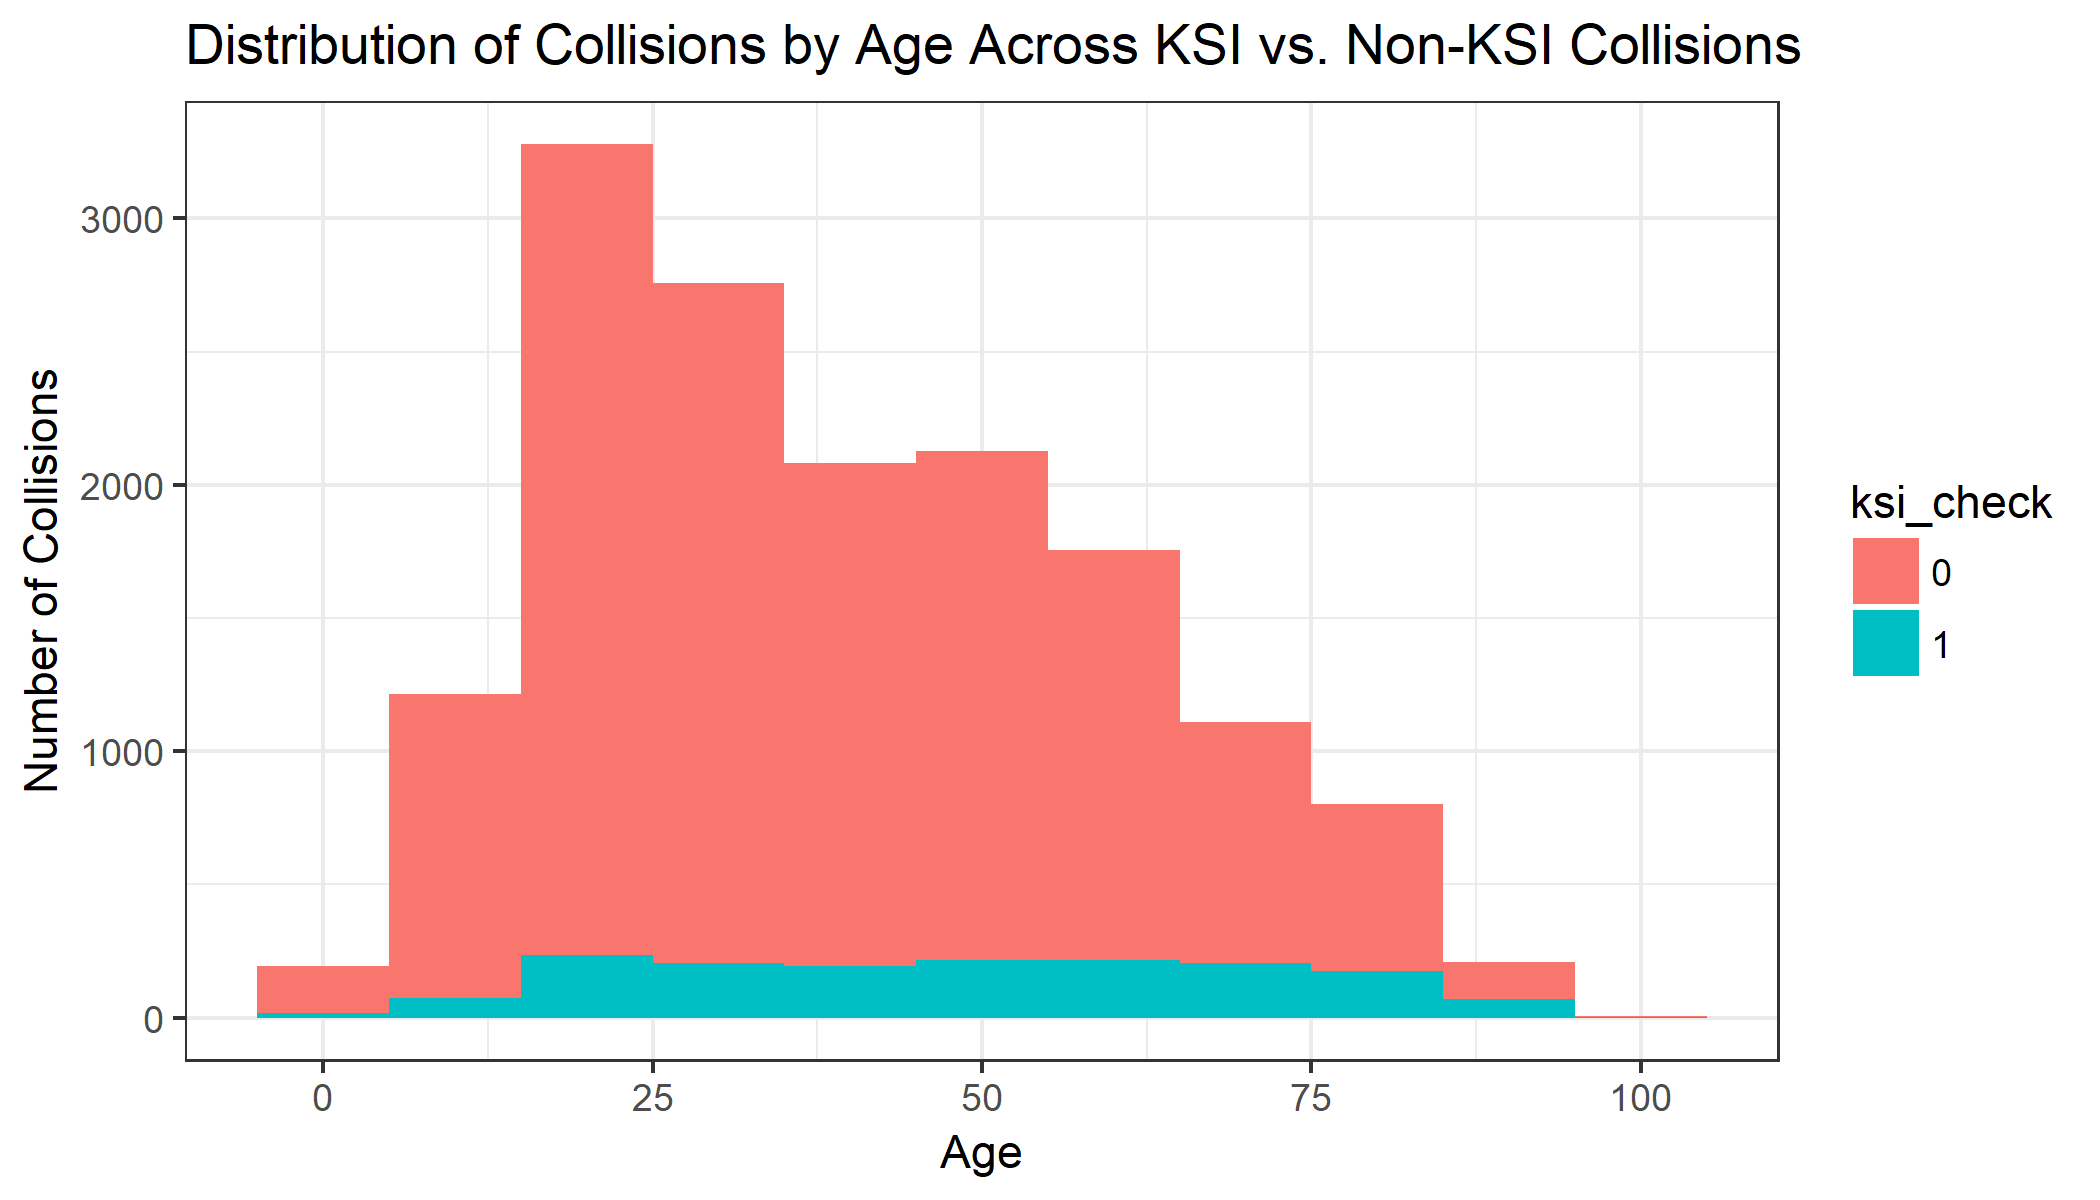 Distribution of Collisions by Age Across KSI vs. Non-KSI Collisions
Number of Collisions
3000
2000
1000
0
0
25
50
75
100
Age
ksi_check
0
1